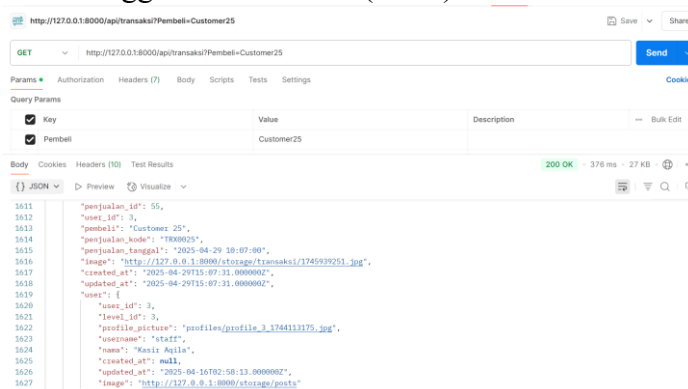 http://127.0.0.1:8000/api/transaksi?Pembeli=Customer25 Save Share
GET http://127.0.0.1:8000/api/transaksi?Pembeli=Customer25 Send
Params Authorization Headers (7) Body Scripts Tests Settings Cookie
Query Params
Key Value Description Bulk Edit
Pembeli Customer25
Body Cookies Headers (10) Test Results 200 OK 376 ms 27 KB
{} JSON Preview Visualize
1611 "penjualan_id": 55,
1612 "user_id": 3,
1613 "pembeli": "Customer 25",
1614 "penjualan_kode": "TRX0025",
1615 "penjualan_tanggal": "2025-04-29 10:07:00",
1616 "image": "http://127.0.0.1:8000/storage/transaksi/1745939251.jpg",
1617 "created_at": "2025-04-29T15:07:31.000000Z",
1618 "updated_at": "2025-04-29T15:07:31.000000Z",
1619 "user": {
1620 "user_id": 3,
1621 "level_id": 3,
1622 "profile_picture": "profiles/profile_3_1744113175.jpg",
1623 "username": "staff",
1624 "nama": "Kasir Aqila",
1625 "created_at": null,
1626 "updated_at": "2025-04-16T02:58:13.000000Z",
1627 "image": "http://127.0.0.1:8000/storage/posts"